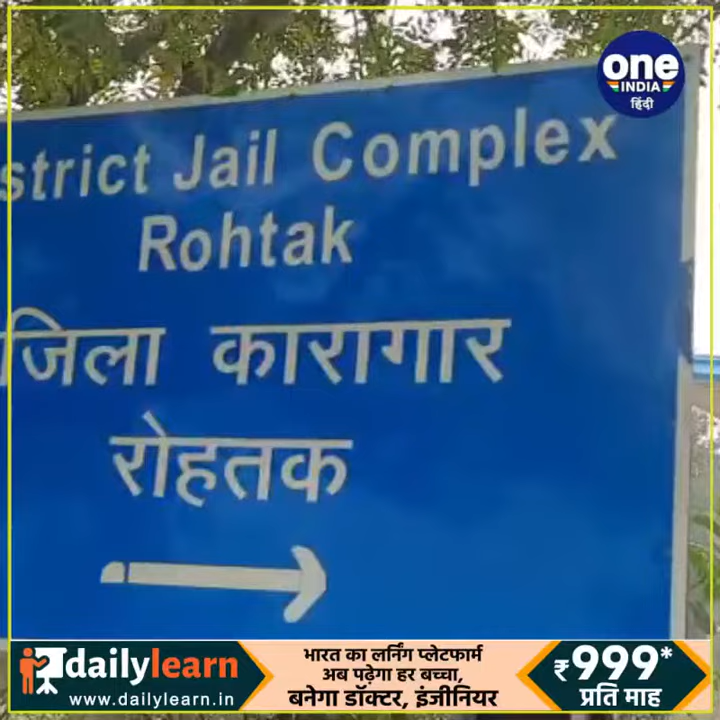 one
INDIA
हिंदी
strict Jail Complex
Rohtak
जिला कारागार
रोहतक
dailylearn
www.dailylearn.in
भारत का लर्निंग प्लेटफार्म
अब पढ़ेगा हर बच्चा,
बनेगा डॉक्टर, इंजीनियर
₹999*
प्रति माह